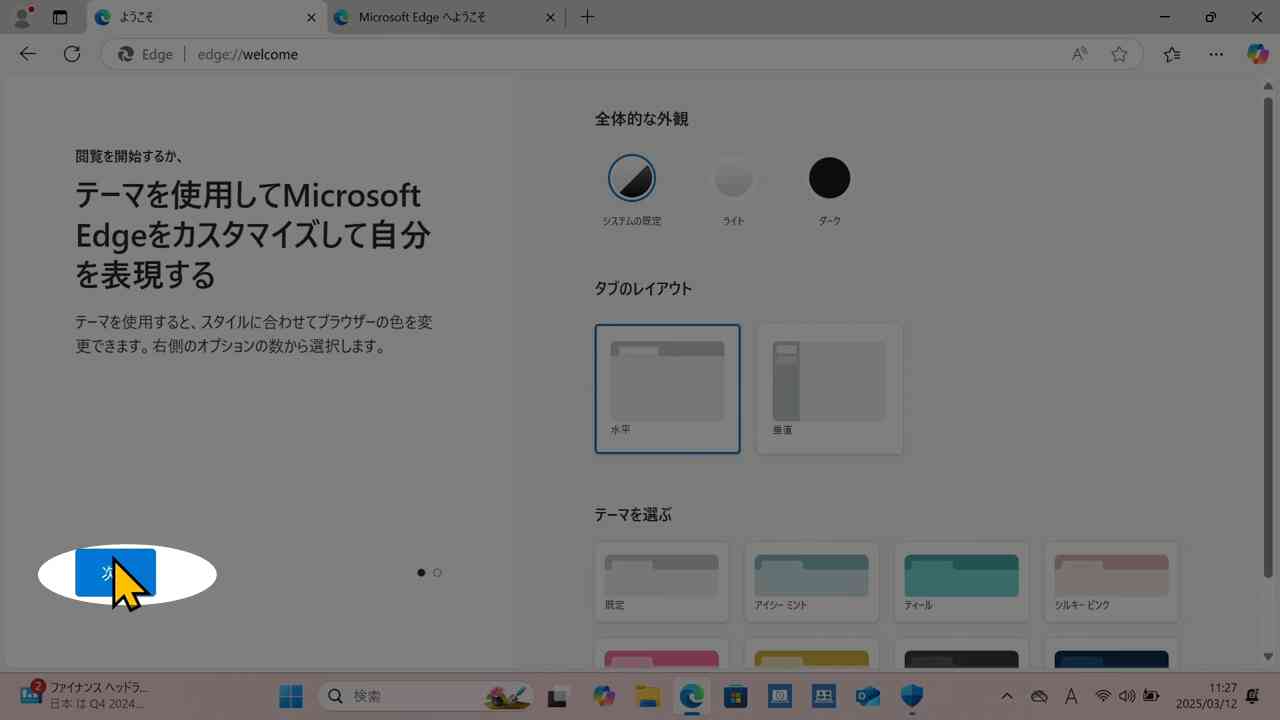 ようこそ
Microsoft Edge へようこそ
Edge
edge://welcome
閲覧を開始するか、
テーマを使用してMicrosoft
Edgeをカスタマイズして自分
を表現する
テーマを使用すると、スタイルに合わせてブラウザーの色を変
更できます。右側のオプションの数から選択します。
次
全体的な外観
システムの既定
ライト
ダーク
タブのレイアウト
水平
垂直
テーマを選ぶ
既定
アイシー ミント
ティール
シルキー ピンク
2
ファイナンス ヘッドラ...
日本 は Q4 2024...
検索
A
11:27
2025/03/12